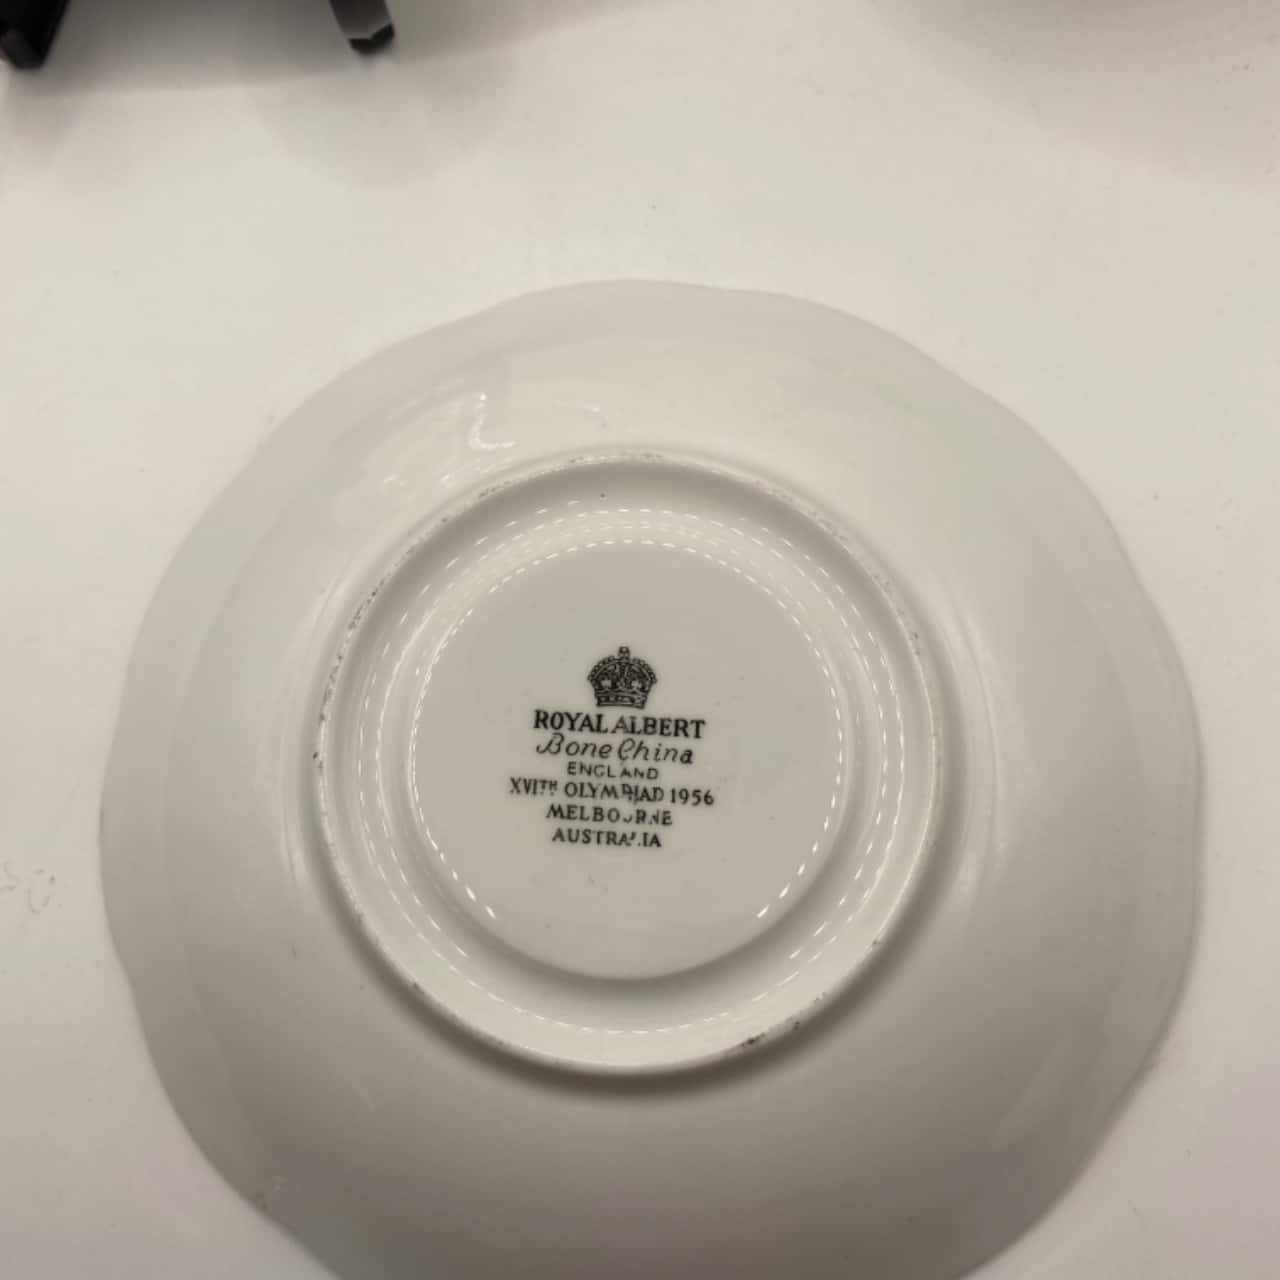 ROYAL ALBERT
Bone China
ENGLAND
XVITH OLYMPIAD 1956
MELBOURNE
AUSTRALIA